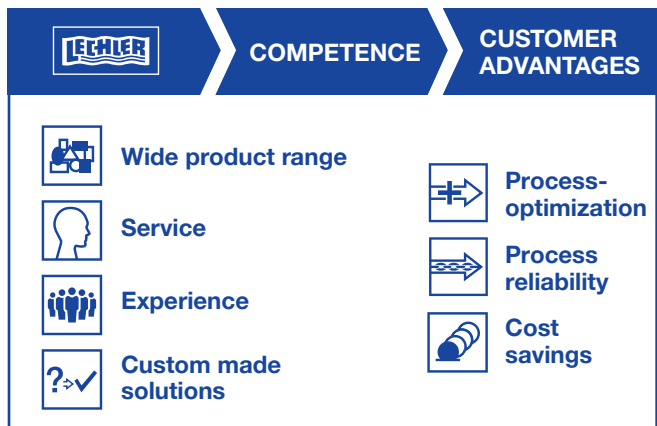 LECHLER
COMPETENCE
CUSTOMER
ADVANTAGES
Wide product range
Service
Experience
?
Custom made
solutions
Process-
optimization
Process
reliability
Cost
savings